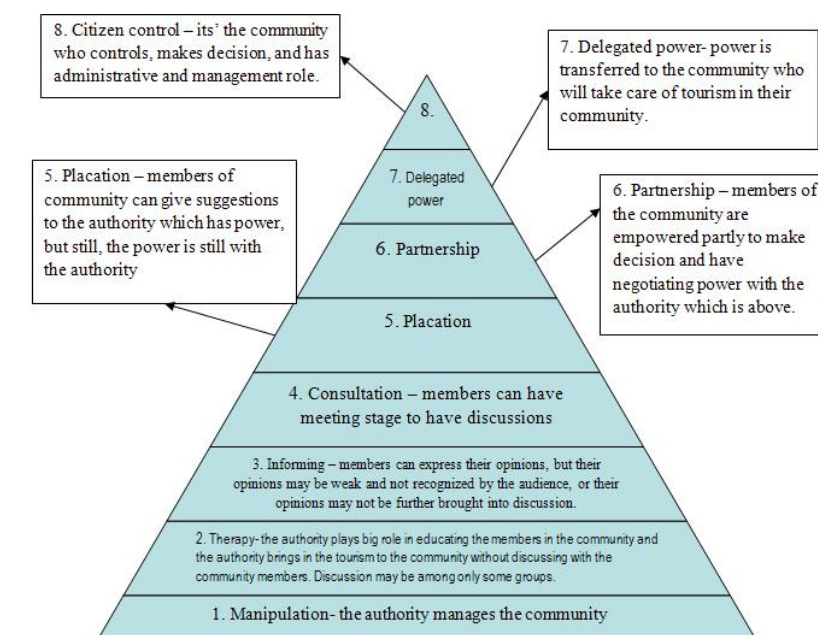 8. Citizen control – its’ the community
who controls, makes decision, and has
administrative and management role.
7. Delegated power- power is
transferred to the community who
will take care of tourism in their
community.
8.
5. Placation – members of
community can give suggestions
to the authority which has power,
but still, the power is still with
the authority
7. Delegated
power
6. Partnership – members of
the community are
empowered partly to make
decision and have
negotiating power with the
authority which is above.
6. Partnership
5. Placation
4. Consultation – members can have
meeting stage to have discussions
3. Informing – members can express their opinions, but their
opinions may be weak and not recognized by the audience, or their
opinions may not be further brought into discussion.
2. Therapy- the authority plays big role in educating the members in the community and
the authority brings in the tourism to the community without discussing with the
community members. Discussion may be among only some groups.
1. Manipulation- the authority manages the community